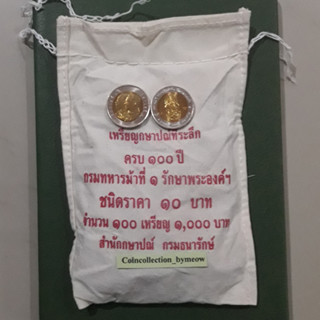 เหรียญกษาปณ์ที่ระลึก
ครบ ๑๐๐ ปี
กรมทหารม้าที่ ๑ รักษาพระองค์ฯ
ชนิดราคา ๑๐ บาท
จำนวน ๑๐๐ เหรียญ ๑,๐๐๐ บาท
สำนักกษาปณ์ กรมธนารักษ์
Coincollection_bymeow